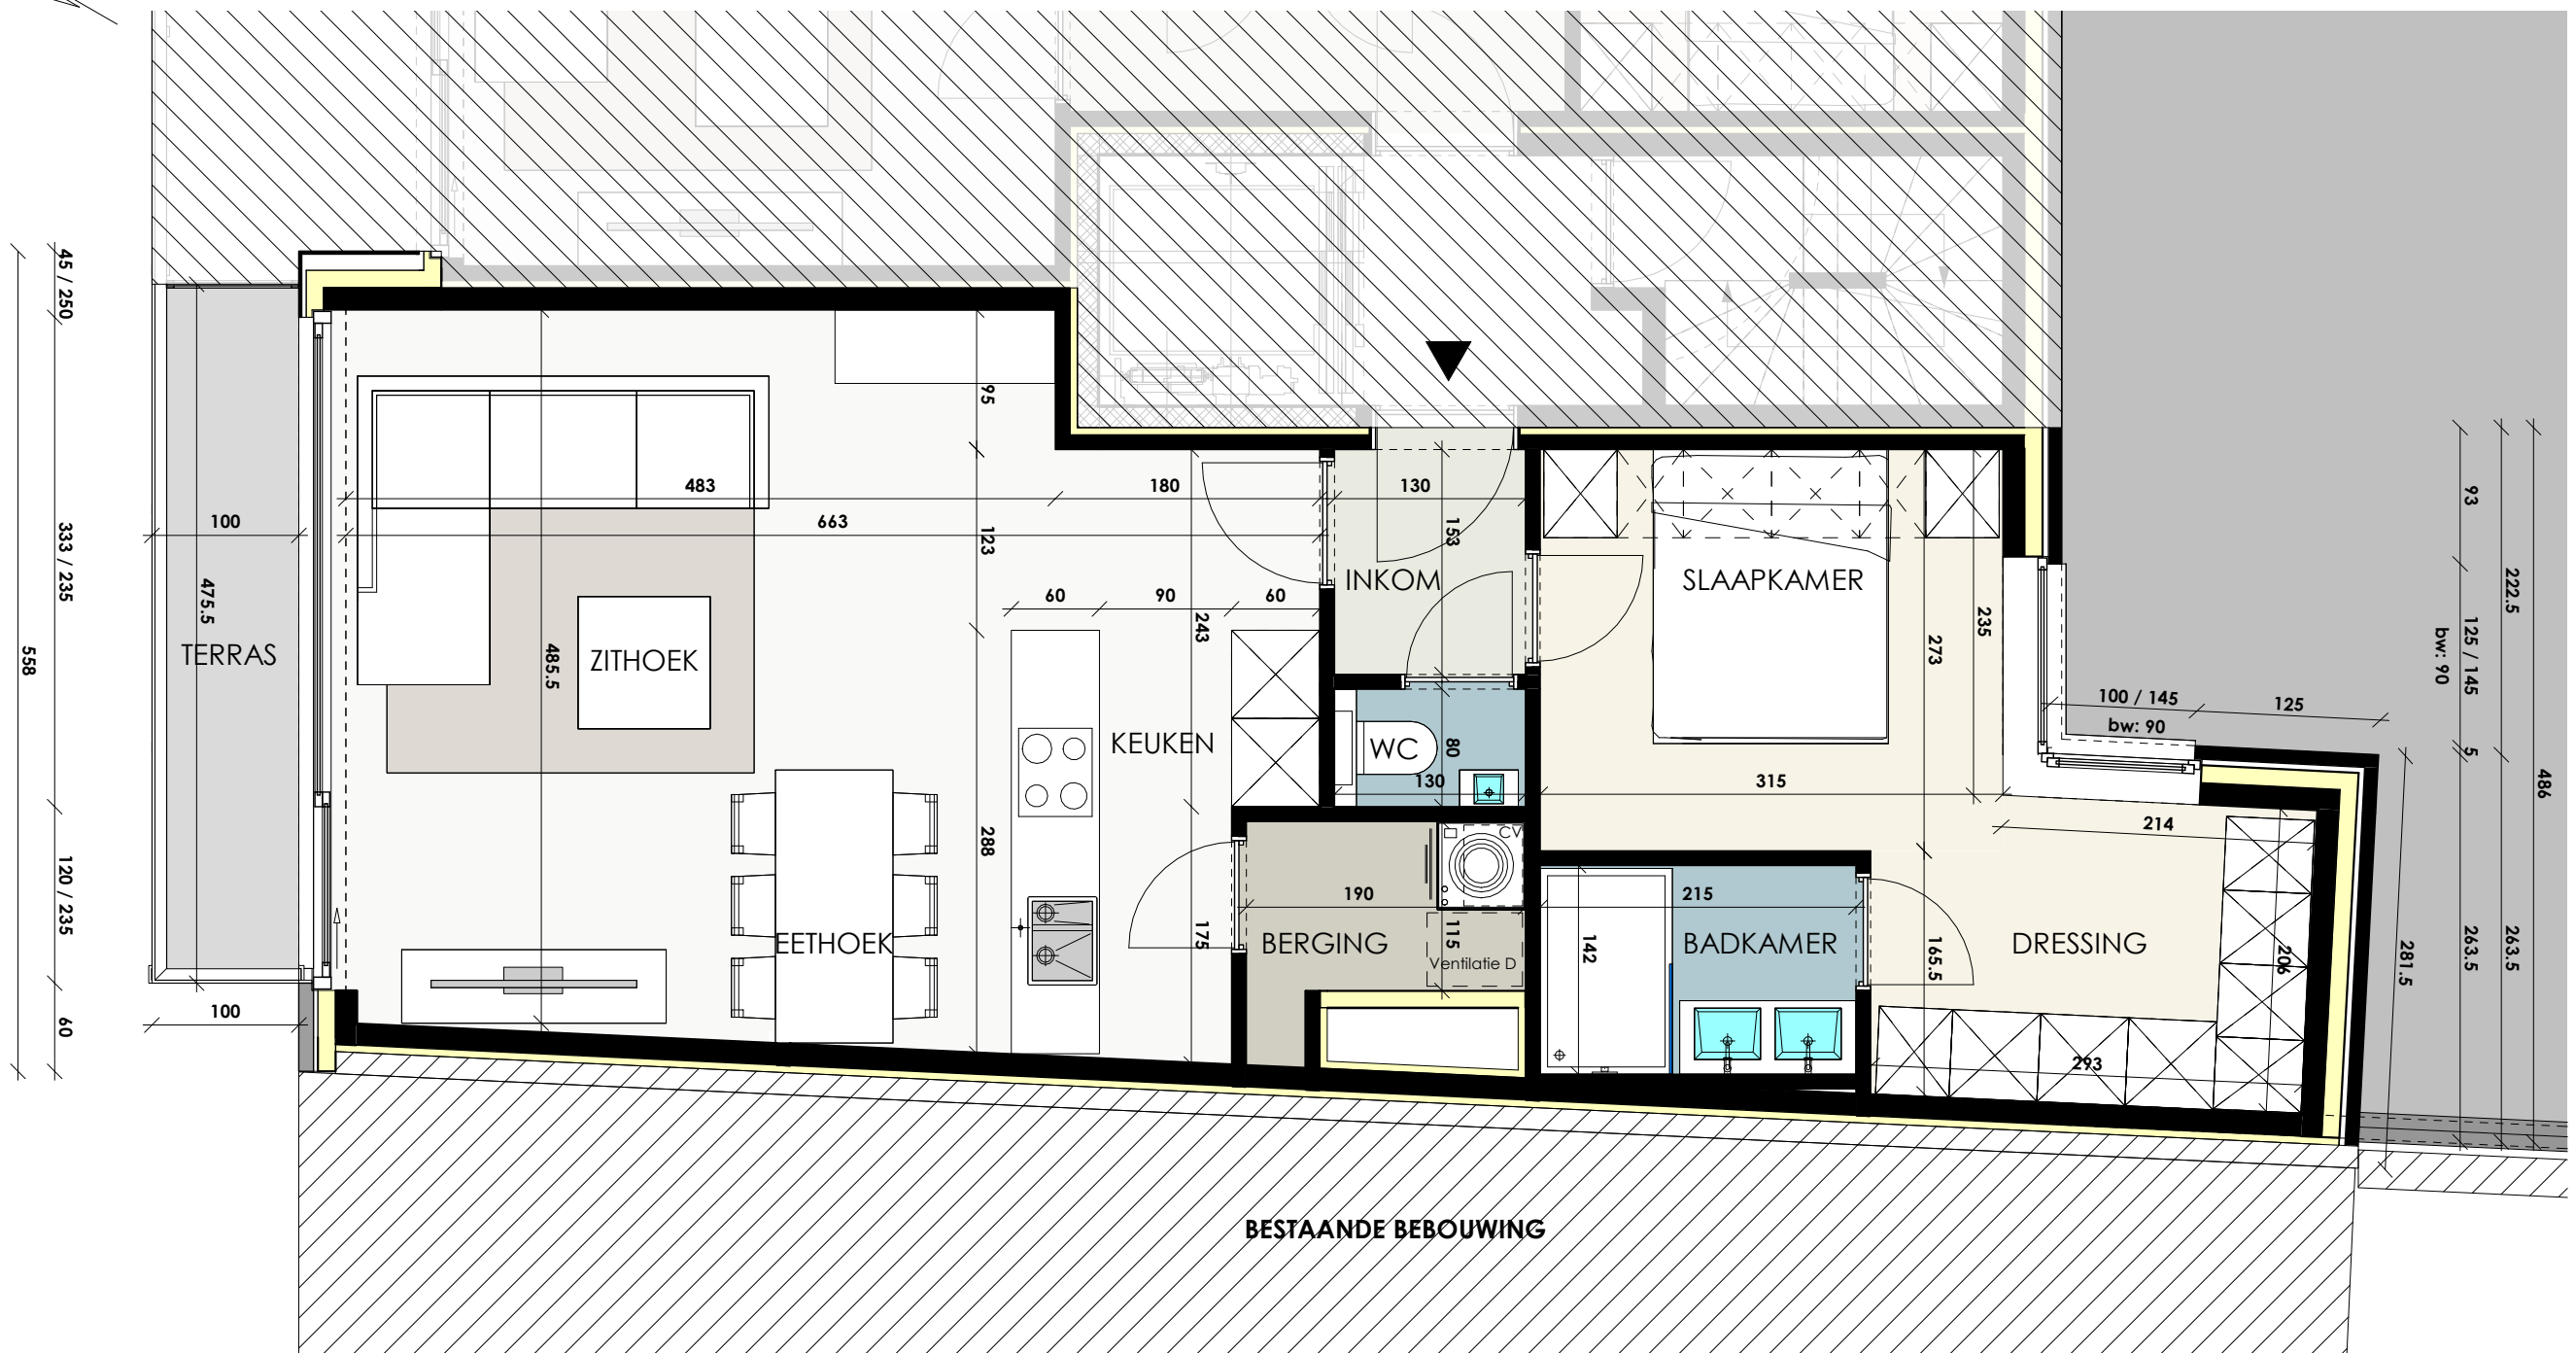 45 / 250
333 / 235
120 / 235
60
558
100
475.5
TERRAS
100
483
663
180
130
95
123
153
485.5
ZITHOEK
60
90
60
243
288
KEUKEN
175
EETHOEK
INKOM
WC
80
130
CV
190
BERGING
115
Ventilatie D
SLAAPKAMER
235
273
315
214
142
215
BADKAMER
165.5
DRESSING
206
293
100 / 145
bw: 90
125
281.5
93
125 / 145
bw: 90
5
263.5
222.5
263.5
486
BESTAANDE BEBOUWING